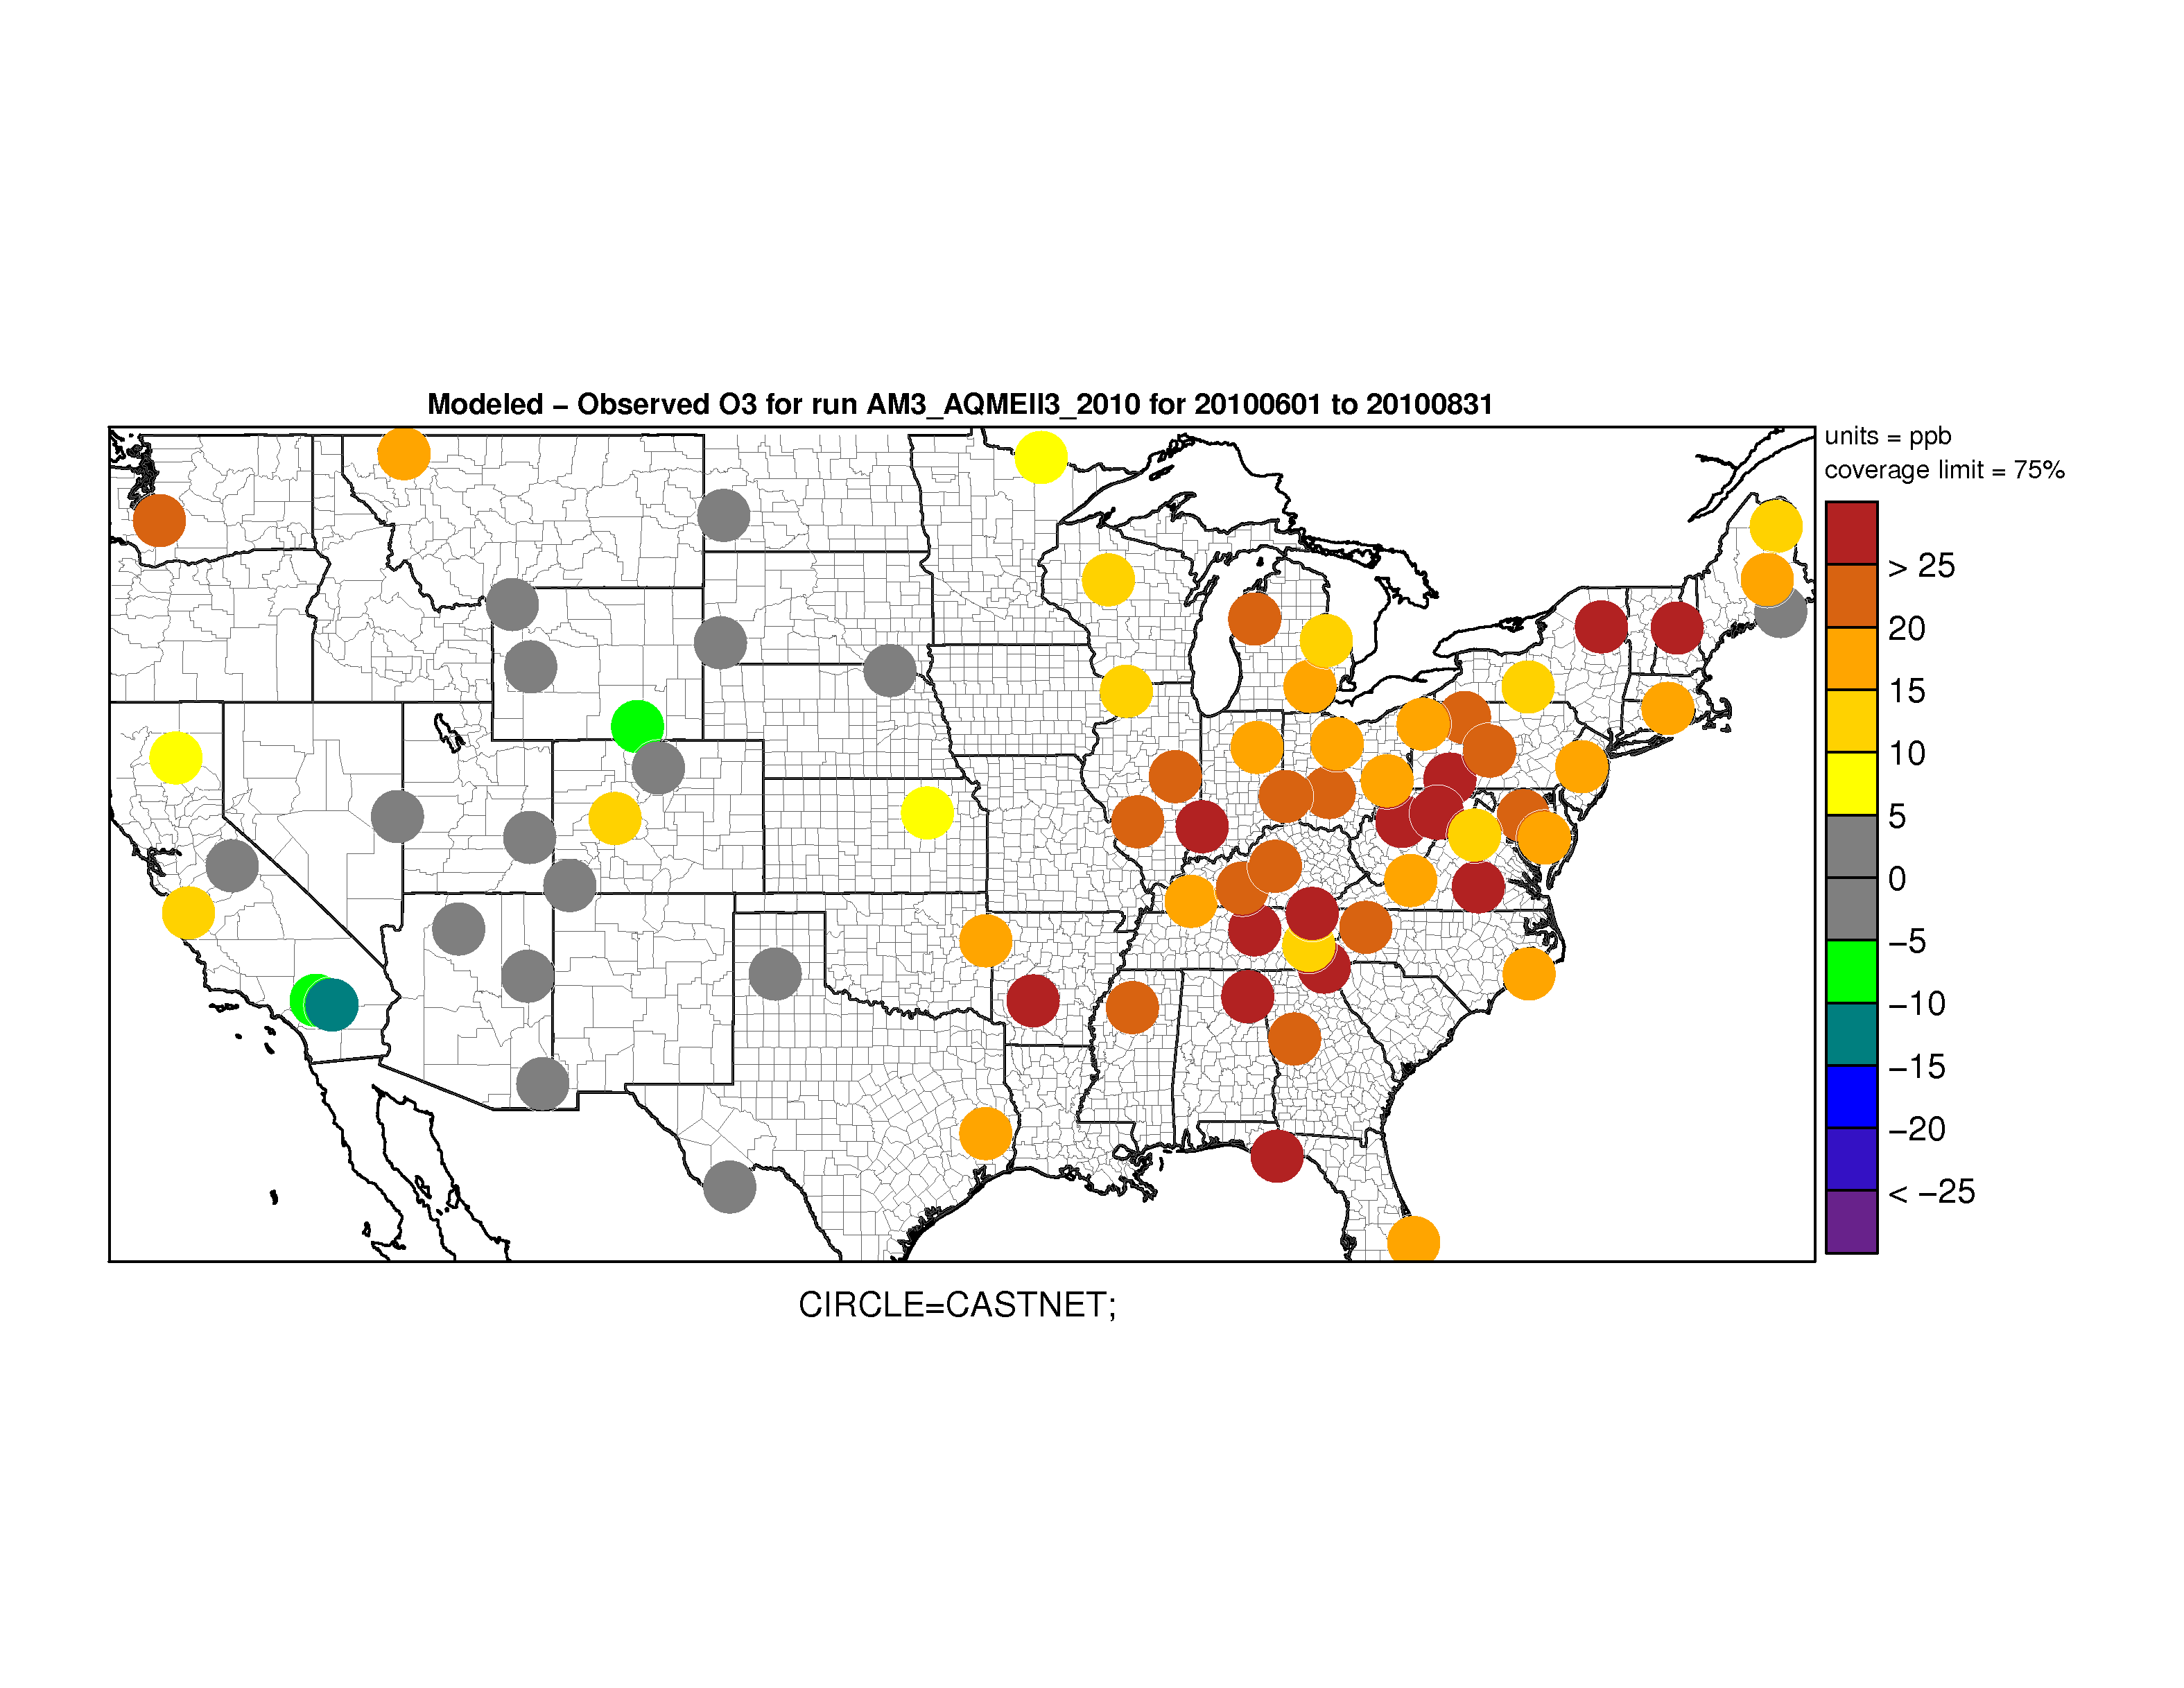 Modeled − Observed O3 for run AM3_AQMEII3_2010 for 20100601 to 20100831
units = ppb
coverage limit = 75%
> 25
20
15
10
5
0
−5
−10
−15
−20
< −25
CIRCLE=CASTNET;